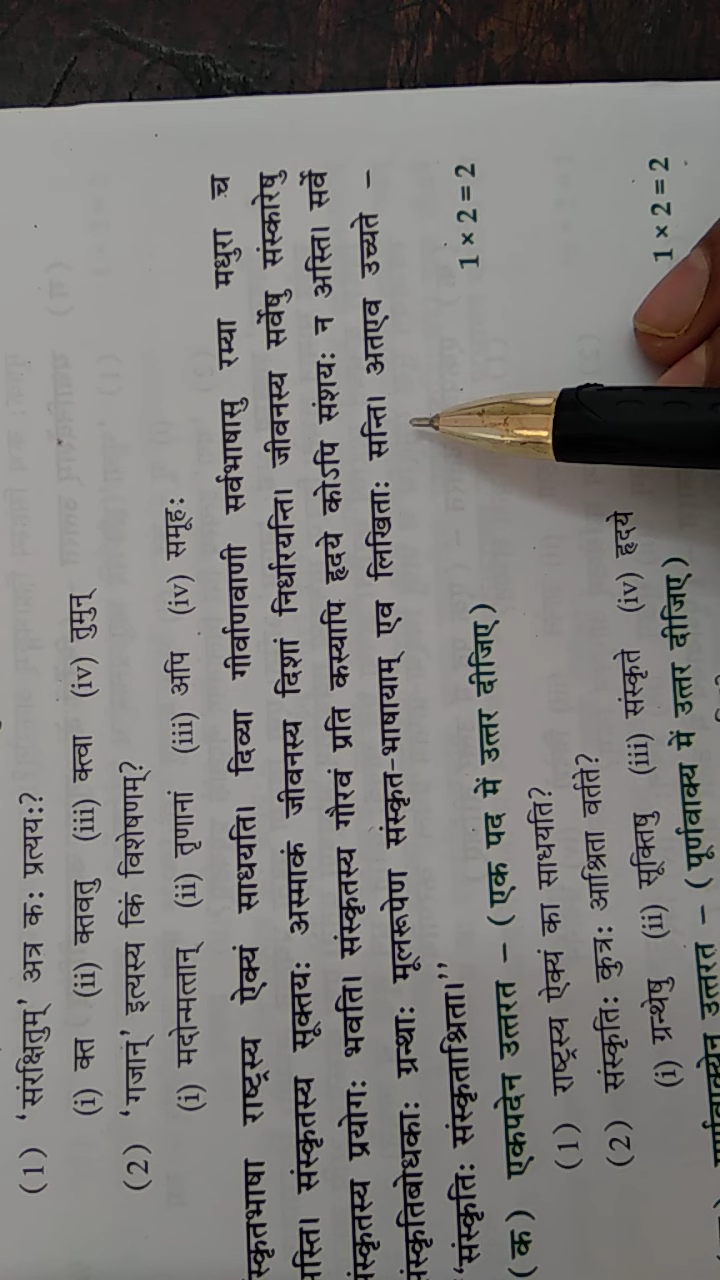 (1) 'संरक्षितुम्' अत्र कः प्रत्ययः?
(i) क्त (ii) क्तवतु (iii) क्त्वा (iv) तुमुन्
(2) 'गजान्' इत्यस्य किं विशेषणम्?
(i) मदोन्मत्तान् (ii) तृणानां (iii) अपि (iv) समूहः
स्कृतभाषा राष्ट्रस्य ऐक्यं साधयति। दिव्या गीर्वाणवाणी सर्वभाषासु रम्या मधुरा च
स्ति। संस्कृतस्य सूक्तयः अस्माकं जीवनस्य दिशां निर्धारयन्ति। जीवनस्य सर्वेषु संस्कारेषु
संस्कृतस्य प्रयोगः भवति। संस्कृतस्य गौरवं प्रति कस्यापि हृदये कोऽपि संशयः न अस्ति। सर्वे
संस्कृतिबोधकाः ग्रन्थाः मूलरूपेण संस्कृत-भाषायाम् एव लिखिताः सन्ति। अतएव उच्यते –
"संस्कृतिः संस्कृताश्रिता।"
(क) एकपदेन उत्तरत – (एक पद में उत्तर दीजिए) 1 × 2 = 2
(1) राष्ट्रस्य ऐक्यं का साधयति?
(2) संस्कृतिः कुत्रः आश्रिता वर्तते?
(i) ग्रन्थेषु (ii) सूक्तिषु (iii) संस्कृते (iv) हृदये
उत्तरत – (पूर्णवाक्य में उत्तर दीजिए) 1 × 2 = 2